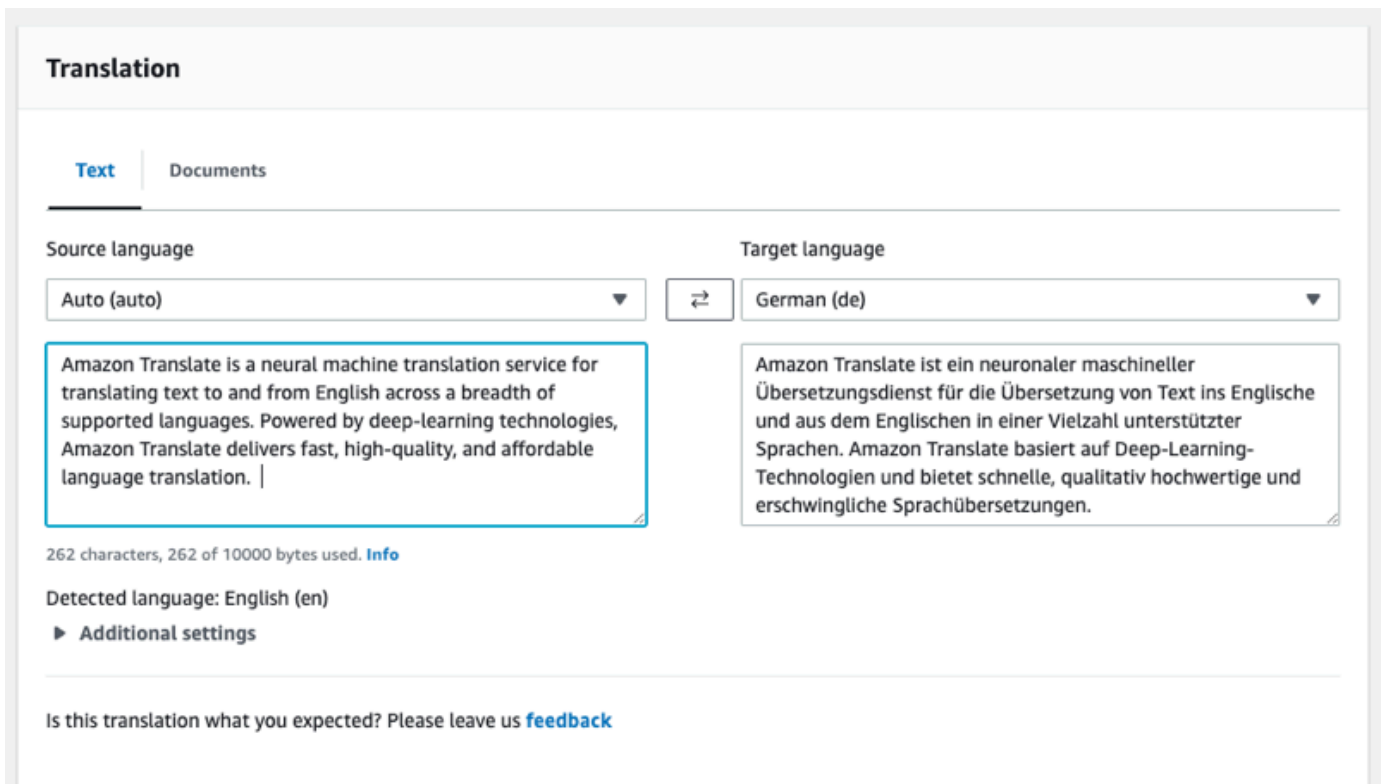 Translation
Text
Documents
Source language
Target language
Auto (auto)
German (de)
Amazon Translate is a neural machine translation service for
translating text to and from English across a breadth of
supported languages. Powered by deep-learning technologies,
Amazon Translate delivers fast, high-quality, and affordable
language translation.
Amazon Translate ist ein neuronaler maschineller
Übersetzungsdienst für die Übersetzung von Text ins Englische
und aus dem Englischen in einer Vielzahl unterstützter
Sprachen. Amazon Translate basiert auf Deep-Learning-
Technologien und bietet schnelle, qualitativ hochwertige und
erschwingliche Sprachübersetzungen.
262 characters, 262 of 10000 bytes used. Info
Detected language: English (en)
Additional settings
Is this translation what you expected? Please leave us feedback